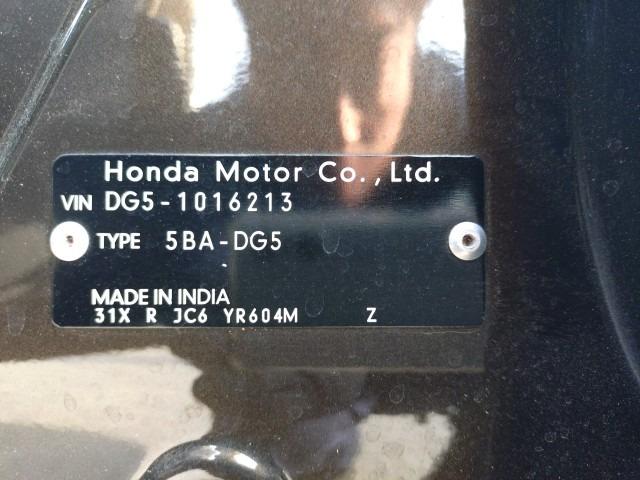 Honda Motor Co., Ltd.
VIN DG5-1016213
TYPE 5BA-DG5
MADE IN INDIA
31X R JC6 YR604M Z